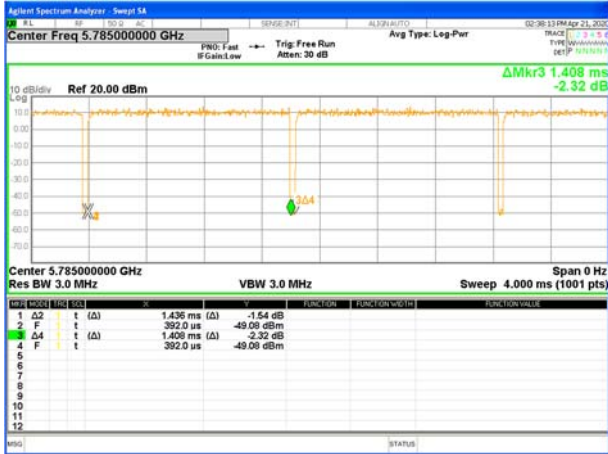 Agilent Spectrum Analyzer - Swept SA
RL RF 50 Ω AC SENSE:INT ALIGN AUTO 02:38:13 PM Apr 21, 2020
Center Freq 5.785000000 GHz Avg Type: Log-Pwr TRACE 1 2 3 4 5 6
PNO: Fast Trig: Free Run TYPE
IFGain:Low Atten: 30 dB DET P N N N N N
ΔMkr3 1.408 ms
10 dB/div Ref 20.00 dBm -2.32 dB
Log
10.0
0.00
-10.0
-20.0
-30.0
-40.0
-50.0
-60.0
-70.0
3Δ4
Center 5.785000000 GHz Span 0 Hz
Res BW 3.0 MHz VBW 3.0 MHz Sweep 4.000 ms (1001 pts)
MKR MODE TRC SCL X Y FUNCTION FUNCTION WIDTH FUNCTION VALUE
1 Δ2 1 t (Δ) 1.436 ms (Δ) -1.54 dB
2 F 1 t 392.0 µs -49.08 dBm
3 Δ4 1 t (Δ) 1.408 ms (Δ) -2.32 dB
4 F 1 t 392.0 µs -49.08 dBm
5
6
7
8
9
10
11
12
MSG STATUS